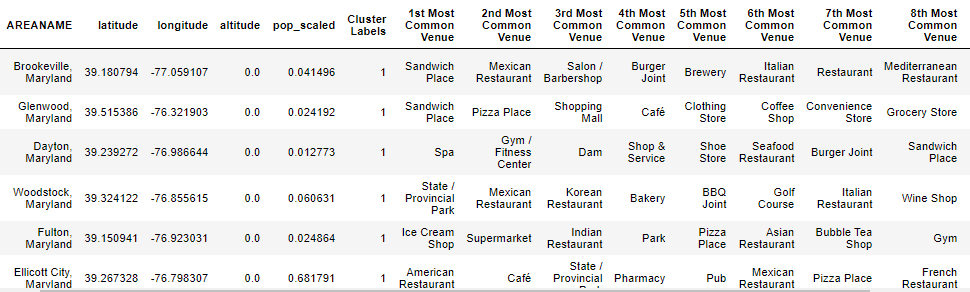 AREANAME latitude longitude altitude pop_scaled Cluster Labels 1st Most Common Venue 2nd Most Common Venue 3rd Most Common Venue 4th Most Common Venue 5th Most Common Venue 6th Most Common Venue 7th Most Common Venue 8th Most Common Venue
Brookeville, Maryland 39.180794 -77.059107 0.0 0.041496 1 Sandwich Place Mexican Restaurant Salon / Barbershop Burger Joint Brewery Italian Restaurant Restaurant Mediterranean Restaurant
Glenwood, Maryland 39.515386 -76.321903 0.0 0.024192 1 Sandwich Place Pizza Place Shopping Mall Café Clothing Store Coffee Shop Convenience Store Grocery Store
Dayton, Maryland 39.239272 -76.986644 0.0 0.012773 1 Spa Gym / Fitness Center Dam Shop & Service Shoe Store Seafood Restaurant Burger Joint Sandwich Place
Woodstock, Maryland 39.324122 -76.855615 0.0 0.060631 1 State / Provincial Park Mexican Restaurant Korean Restaurant Bakery BBQ Joint Golf Course Italian Restaurant Wine Shop
Fulton, Maryland 39.150941 -76.923031 0.0 0.024864 1 Ice Cream Shop Supermarket Indian Restaurant Park Pizza Place Asian Restaurant Bubble Tea Shop Gym
Ellicott City, Maryland 39.267328 -76.798307 0.0 0.681791 1 American Restaurant Café State / Provincial Pharmacy Pub Mexican Restaurant Pizza Place French Restaurant